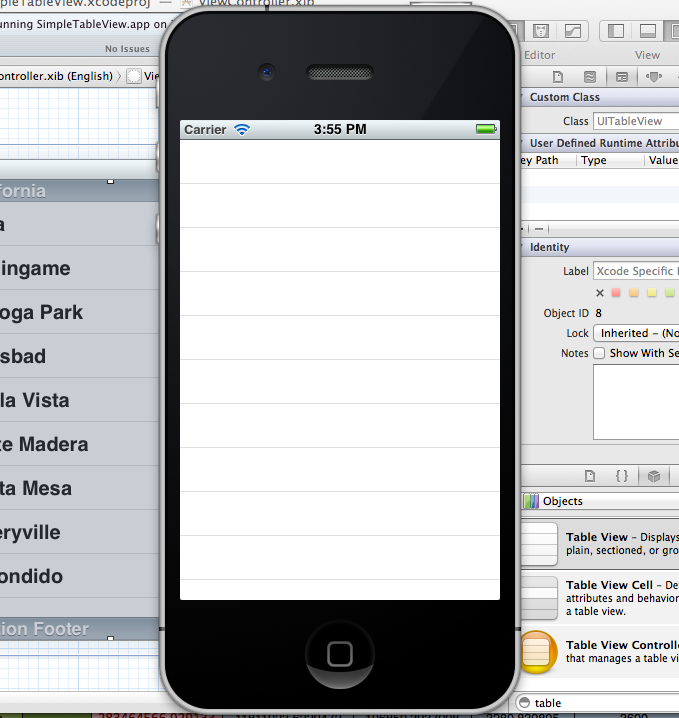 mpleTableView.xcodeproj — ViewController.xib
unning SimpleTableView.app on
No Issues
ontroller.xib (English) 〉 Vie
Editor
View
Carrier
3:55 PM
fornia
a
ingame
oga Park
sbad
la Vista
te Madera
ta Mesa
eryville
ondido
ion Footer
Custom Class
Class UITableView
User Defined Runtime Attribu
ey Path Type Value
Identity
Label Xcode Specific
Object ID 8
Lock Inherited – (No
Notes Show With Se
Objects
Table View – Displays
plain, sectioned, or gro
Table View Cell – De
attributes and behavior
a table view.
Table View Controll
that manages a table vi
table